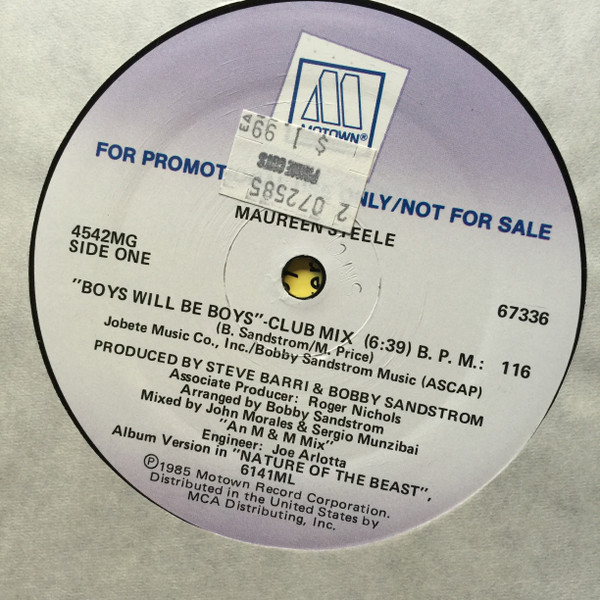 MOTOWN®
EA $ 1 99
2 072585
FOR PROMOT NLY/NOT FOR SALE
MAUREEN STEELE
4542MG
SIDE ONE
67336
"BOYS WILL BE BOYS"-CLUB MIX (6:39) B. P. M.: 116
(B. Sandstrom/M. Price)
Jobete Music Co., Inc./Bobby Sandstrom Music (ASCAP)
PRODUCED BY STEVE BARRI & BOBBY SANDSTROM
Associate Producer: Roger Nichols
Arranged by Bobby Sandstrom
Mixed by John Morales & Sergio Munzibai
"An M & M Mix"
Engineer: Joe Arlotta
Album Version in "NATURE OF THE BEAST",
6141ML
Ⓟ1985 Motown Record Corporation.
Distributed in the United States by
MCA Distributing, Inc.